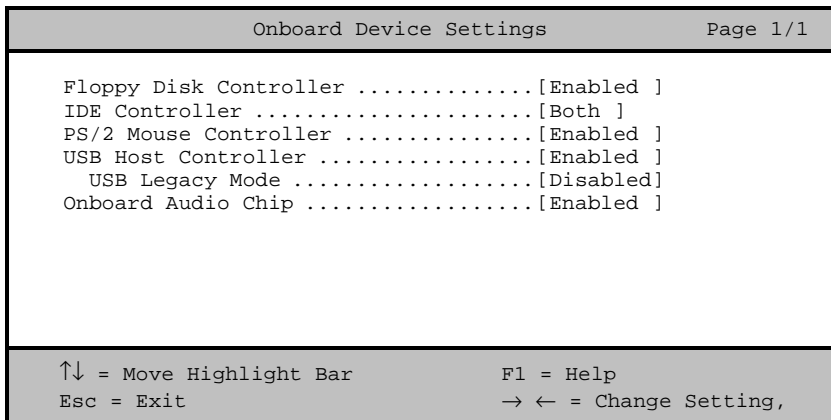 Onboard Device Settings Page 1/1
Floppy Disk Controller ..............[Enabled ]
IDE Controller ......................[Both ]
PS/2 Mouse Controller ...............[Enabled ]
USB Host Controller .................[Enabled ]
USB Legacy Mode ...................[Disabled]
Onboard Audio Chip ..................[Enabled ]
↑↓ = Move Highlight Bar F1 = Help
Esc = Exit → ← = Change Setting,